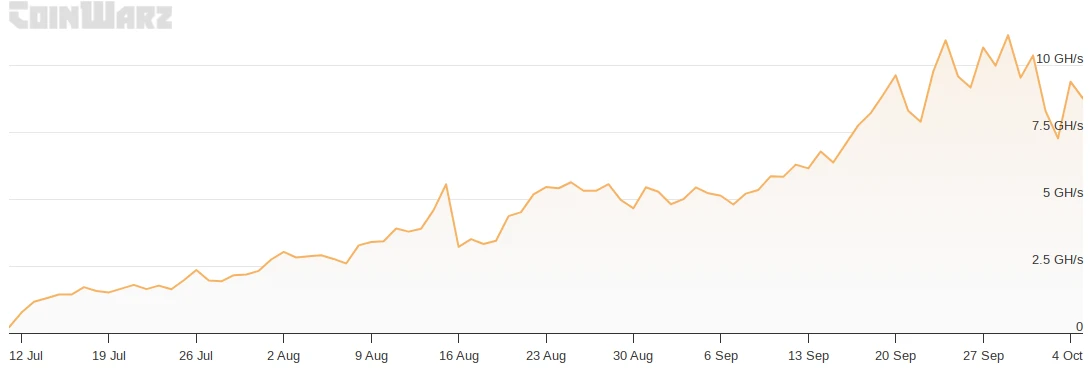 COINWARZ
10 GH/s
7.5 GH/s
5 GH/s
2.5 GH/s
0
12 Jul 19 Jul 26 Jul 2 Aug 9 Aug 16 Aug 23 Aug 30 Aug 6 Sep 13 Sep 20 Sep 27 Sep 4 Oct